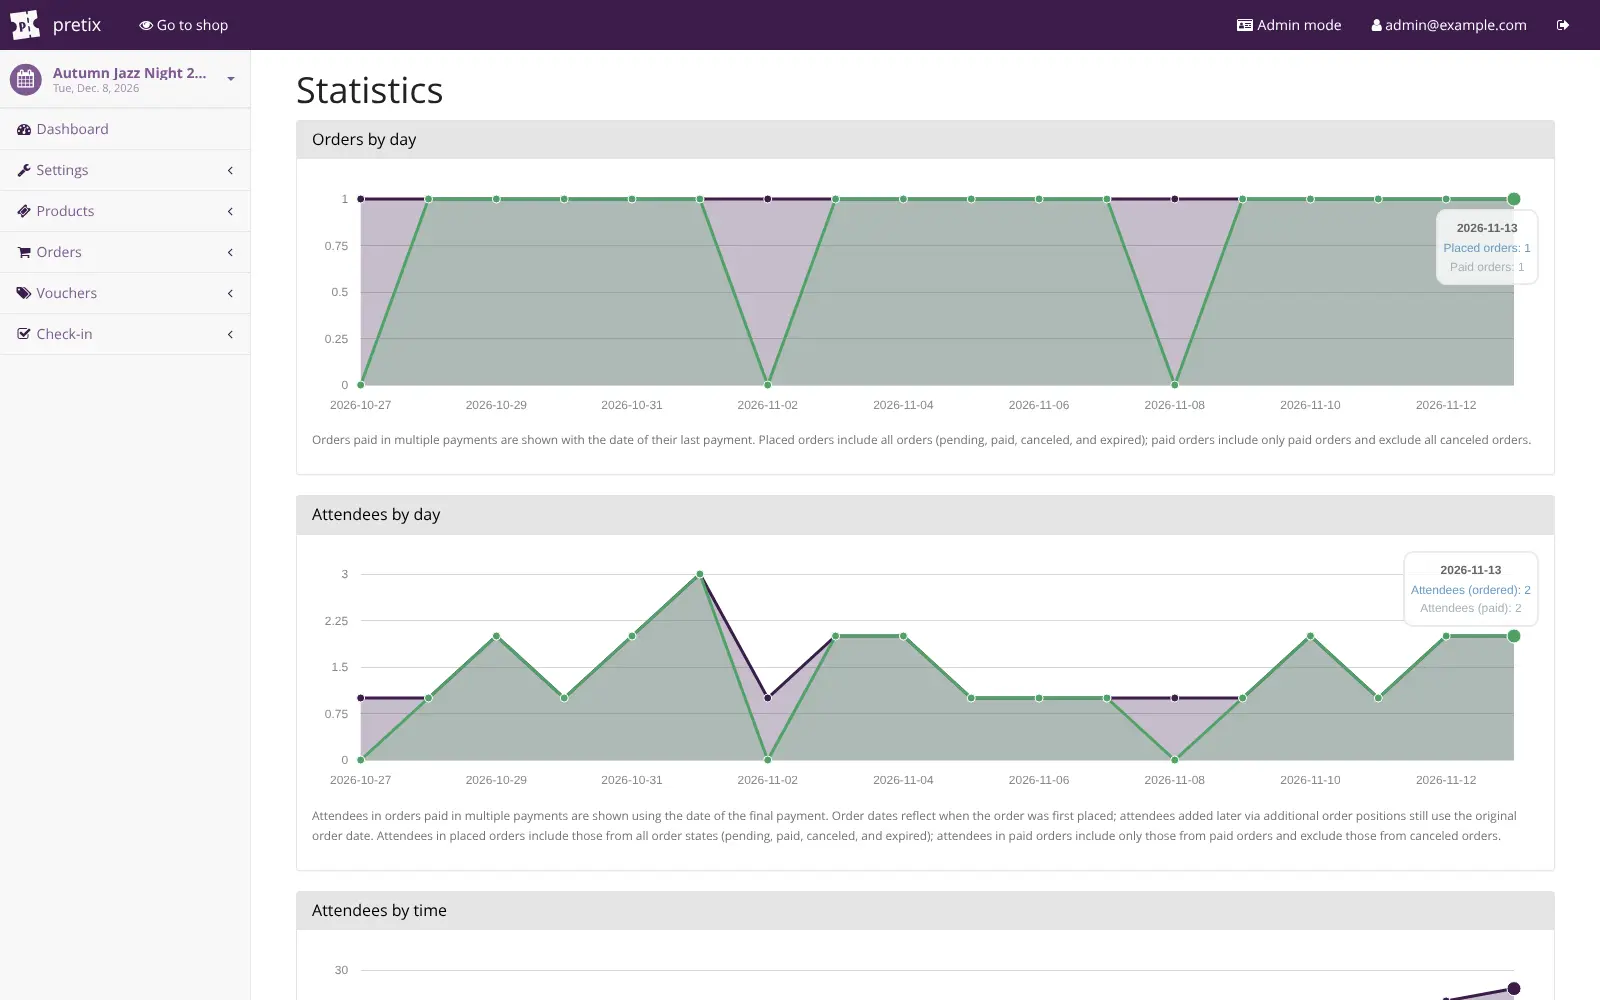 pretix
Go to shop
Admin mode
admin@example.com
Autumn Jazz Night 2...
Tue, Dec. 8, 2026
Dashboard
Settings
Products
Orders
Vouchers
Check-in
Statistics
Orders by day
1
0.75
0.5
0.25
0
2026-10-27
2026-10-29
2026-10-31
2026-11-02
2026-11-04
2026-11-06
2026-11-08
2026-11-10
2026-11-12
2026-11-13
Placed orders: 1
Paid orders: 1
Orders paid in multiple payments are shown with the date of their last payment. Placed orders include all orders (pending, paid, canceled, and expired); paid orders include only paid orders and exclude all canceled orders.
Attendees by day
3
2.25
1.5
0.75
0
2026-10-27
2026-10-29
2026-10-31
2026-11-02
2026-11-04
2026-11-06
2026-11-08
2026-11-10
2026-11-12
2026-11-13
Attendees (ordered): 2
Attendees (paid): 2
Attendees in orders paid in multiple payments are shown using the date of the final payment. Order dates reflect when the order was first placed; attendees added later via additional order positions still use the original
order date. Attendees in placed orders include those from all order states (pending, paid, canceled, and expired); attendees in paid orders include only those from paid orders and exclude those from canceled orders.
Attendees by time
30